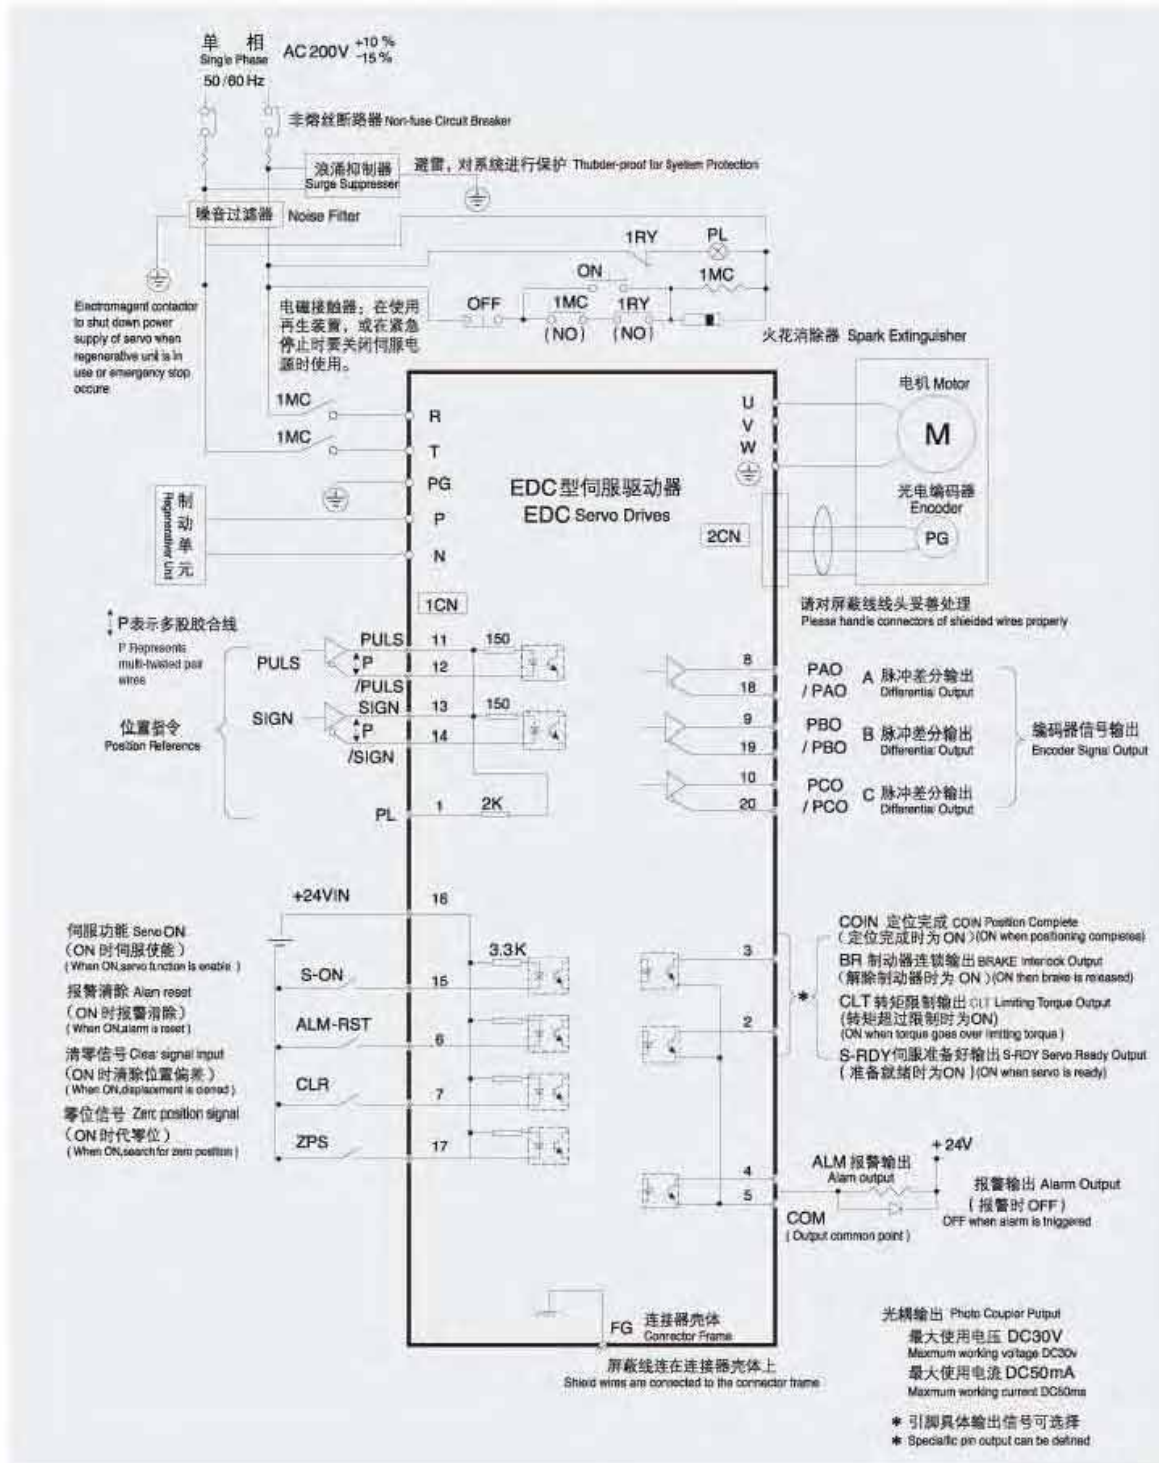 单 相
Single Phase
AC 200V +10 % -15 %
50/60 Hz
非熔丝断路器 Non-fuse Circuit Breaker
浪涌抑制器
Surge Suppresser
避雷，对系统进行保护 Thubder-proof for System Protection
噪音过滤器 Noise Filter
1RY
PL
ON
1MC
OFF
1MC
(NO)
1RY
(NO)
火花消除器 Spark Extinguisher
Electromagent contactor
to shut down power
supply of servo when
regenerative unit is in
use or emergency stop
occure
电磁接触器：在使用
再生装置，或在紧急
停止时要关闭伺服电
源时使用。
1MC
1MC
R
T
PG
P
N
制动单元
Regenerativer Unit
EDC型伺服驱动器
EDC Servo Drives
U
V
W
电机 Motor
M
光电编码器
Encoder
PG
2CN
请对屏蔽线线头妥善处理
Please handle connectors of shielded wires properly
1CN
P表示多股胶合线
P Represents
multi-twisted pair
wires
位置指令
Position Reference
PULS
PULS
11
150
P
12
/PULS
SIGN
SIGN
13
150
P
14
/SIGN
PL
1
2K
8
18
PAO
/ PAO
A 脉冲差分输出
Differential Output
9
19
PBO
/ PBO
B 脉冲差分输出
Differential Output
10
20
PCO
/ PCO
C 脉冲差分输出
Differential Output
编码器信号输出
Encoder Signal Output
+24VIN
16
伺服功能 Servo ON
(ON 时伺服使能)
(When ON,servo function is enable )
报警清除 Alam reset
(ON 时报警消除)
(When ON,alarm is reset )
清零信号 Clear signal input
(ON 时清除位置偏差)
(When ON,displacement is clerred )
零位信号 Zerc position signal
(ON 时代零位)
(When ON,search for zero position )
S-ON
3.3K
15
ALM-RST
6
CLR
7
ZPS
17
3
2
*
COIN 定位完成 COIN Position Complete
(定位完成时为 ON )(ON when positioning completes)
BR 制动器连锁输出 BRAKE Interlock Output
(解除制动器时为 ON )(ON then brake is released)
CLT 转矩限制输出 CLT Limiting Torque Output
(转矩超过限制时为ON)
(ON when torque goes over limiting torque )
S-RDY伺服准备好输出 S-RDY Servo Ready Output
( 准备就绪时为ON )(ON when servo is ready)
4
5
ALM 报警输出
Alam output
+24V
COM
( Output common point )
报警输出 Alarm Output
( 报警时 OFF )
OFF when alarm is triggered
FG
连接器壳体
Connrector Frame
屏蔽线连在连接器壳体上
Shield wires are conected to the connector frame
光耦输出 Photo Coupler Putput
最大使用电压 DC30V
Maxmum working voltage DC30v
最大使用电流 DC50mA
Maxmum working current DC50ma
* 引脚具体输出信号可选择
* Speciaflic pin output can be defined